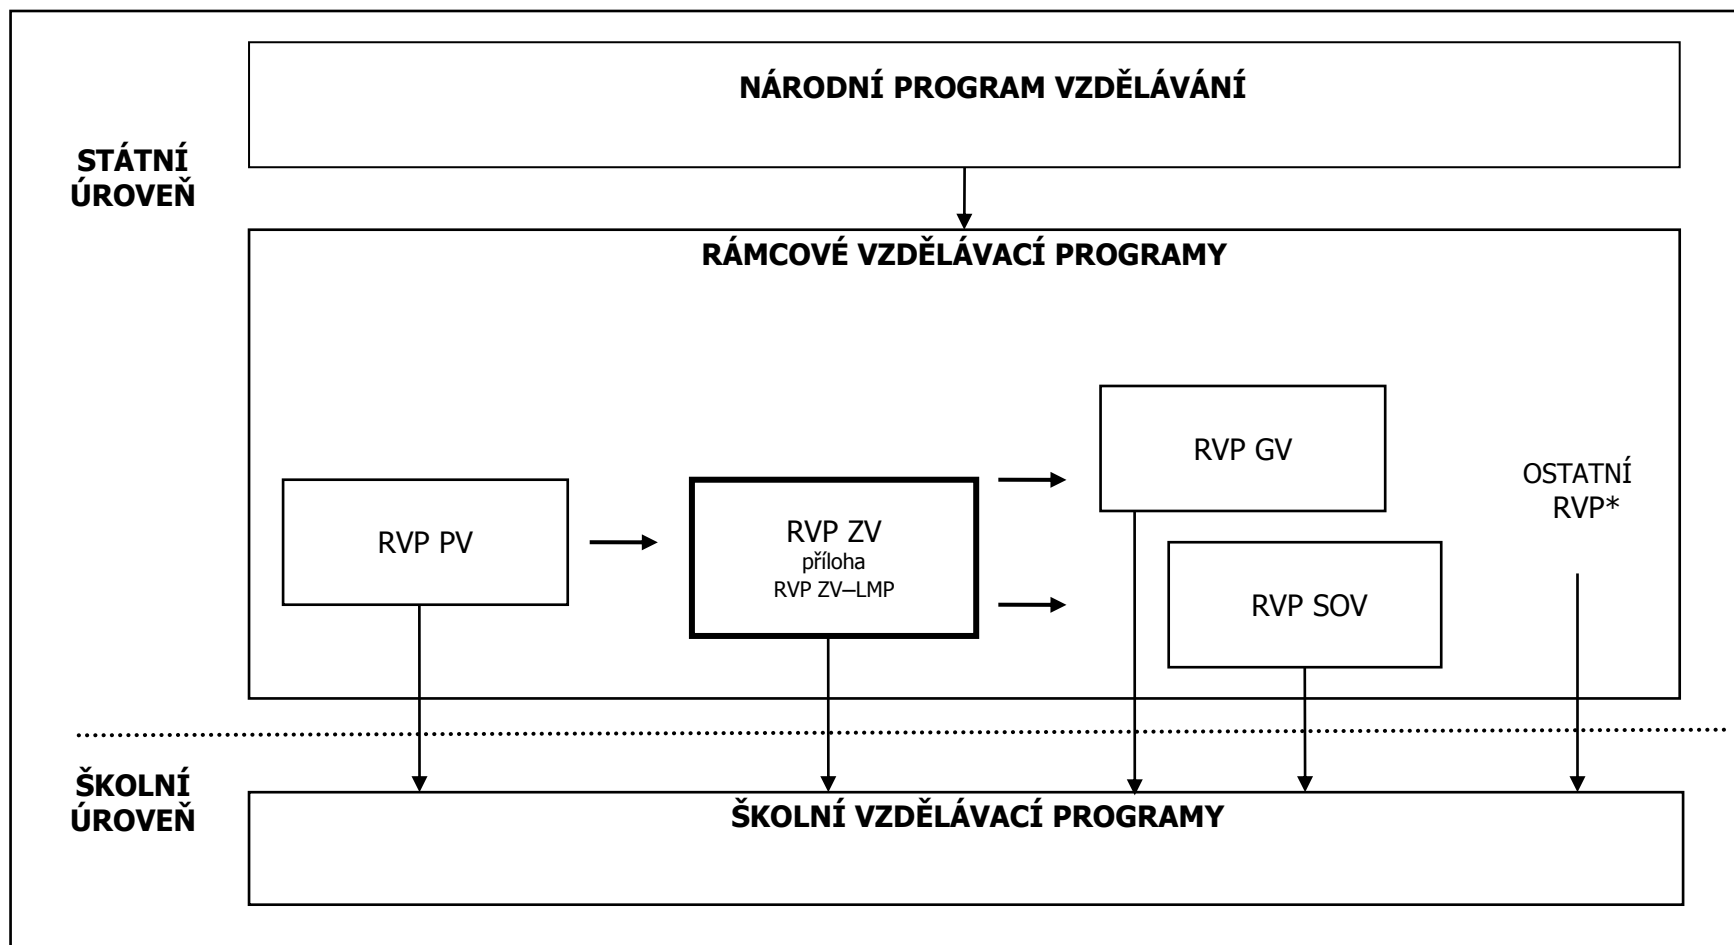 NÁRODNÍ PROGRAM VZDĚLÁVÁNÍ
STÁTNÍ
ÚROVEŇ
RÁMCOVÉ VZDĚLÁVACÍ PROGRAMY
RVP PV
RVP ZV
příloha
RVP ZV–LMP
RVP GV
RVP SOV
OSTATNÍ
RVP*
ŠKOLNÍ
ÚROVEŇ
ŠKOLNÍ VZDĚLÁVACÍ PROGRAMY